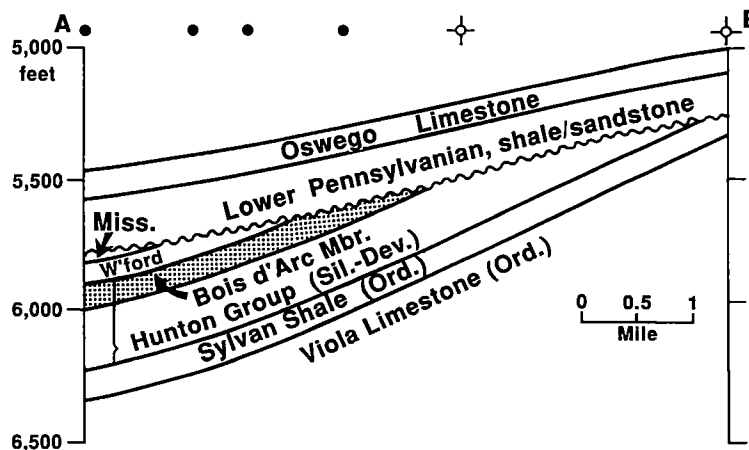 A
B
5,000
feet
Oswego Limestone
5,500
Lower Pennsylvanian, shale/sandstone
Miss.
W'ford
Bois d'Arc Mbr.
6,000
Hunton Group (Sil.-Dev.)
Sylvan Shale (Ord.)
Viola Limestone (Ord.)
0 0.5 1
Mile
6,500